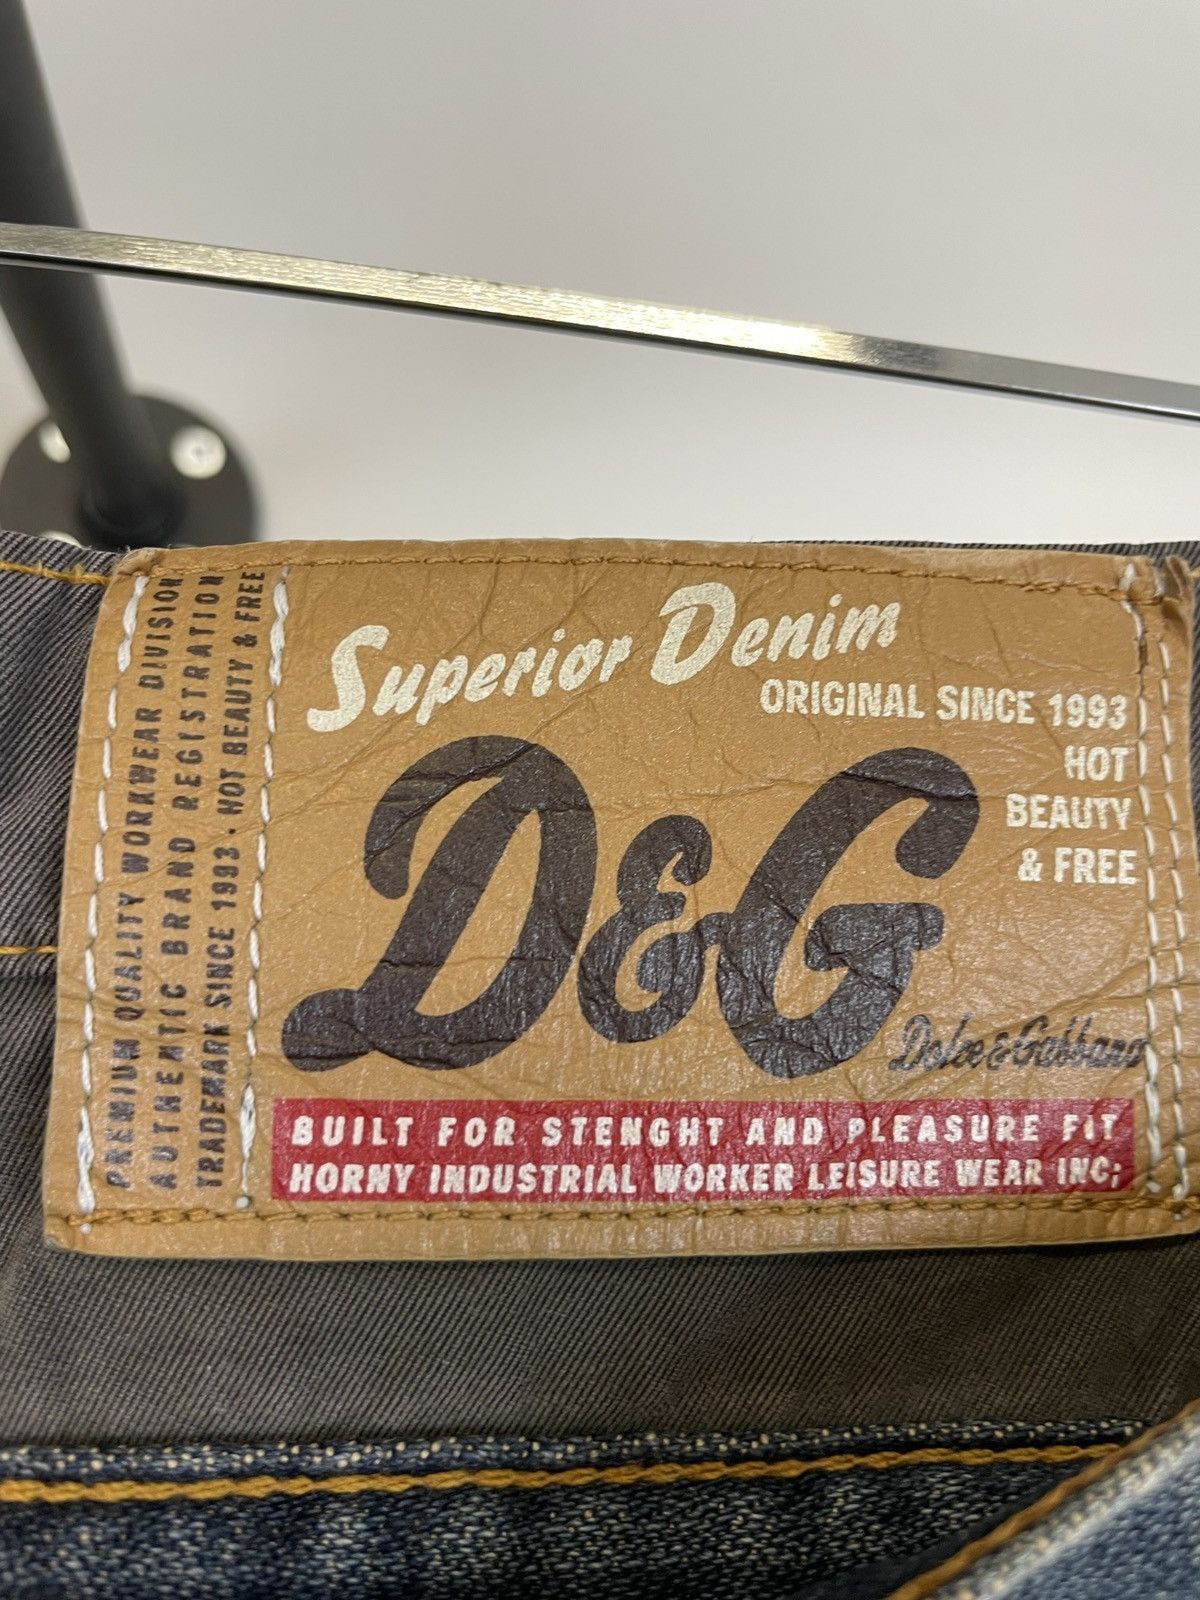 PREMIUM QUALITY WORKWEAR DIVISION
AUTHENTIC BRAND REGISTRATION
TRADEMARK SINCE 1993 · HOT BEAUTY & FREE
Superior Denim
ORIGINAL SINCE 1993
HOT
BEAUTY
& FREE
D&G
Dolce & Gabbana
BUILT FOR STENGHT AND PLEASURE FIT
HORNY INDUSTRIAL WORKER LEISURE WEAR INC;